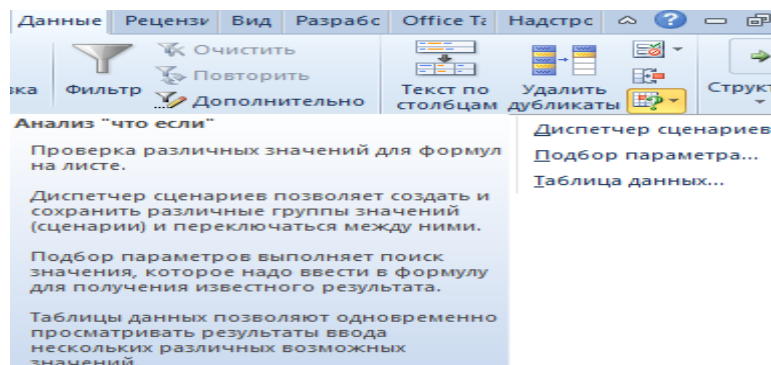 Данные Рецензи Вид Разрабс Office Та Надстрс
Очистить
Повторить
Дополнительно
вка Фильтр
Текст по столбцам
Удалить дубликаты
Структ
Анализ "что если"
Проверка различных значений для формул
на листе.
Диспетчер сценариев позволяет создать и
сохранить различные группы значений
(сценарии) и переключаться между ними.
Подбор параметров выполняет поиск
значения, которое надо ввести в формулу
для получения известного результата.
Таблицы данных позволяют одновременно
просматривать результаты ввода
нескольких различных возможных
значений.
Диспетчер сценариев
Подбор параметра...
Таблица данных...